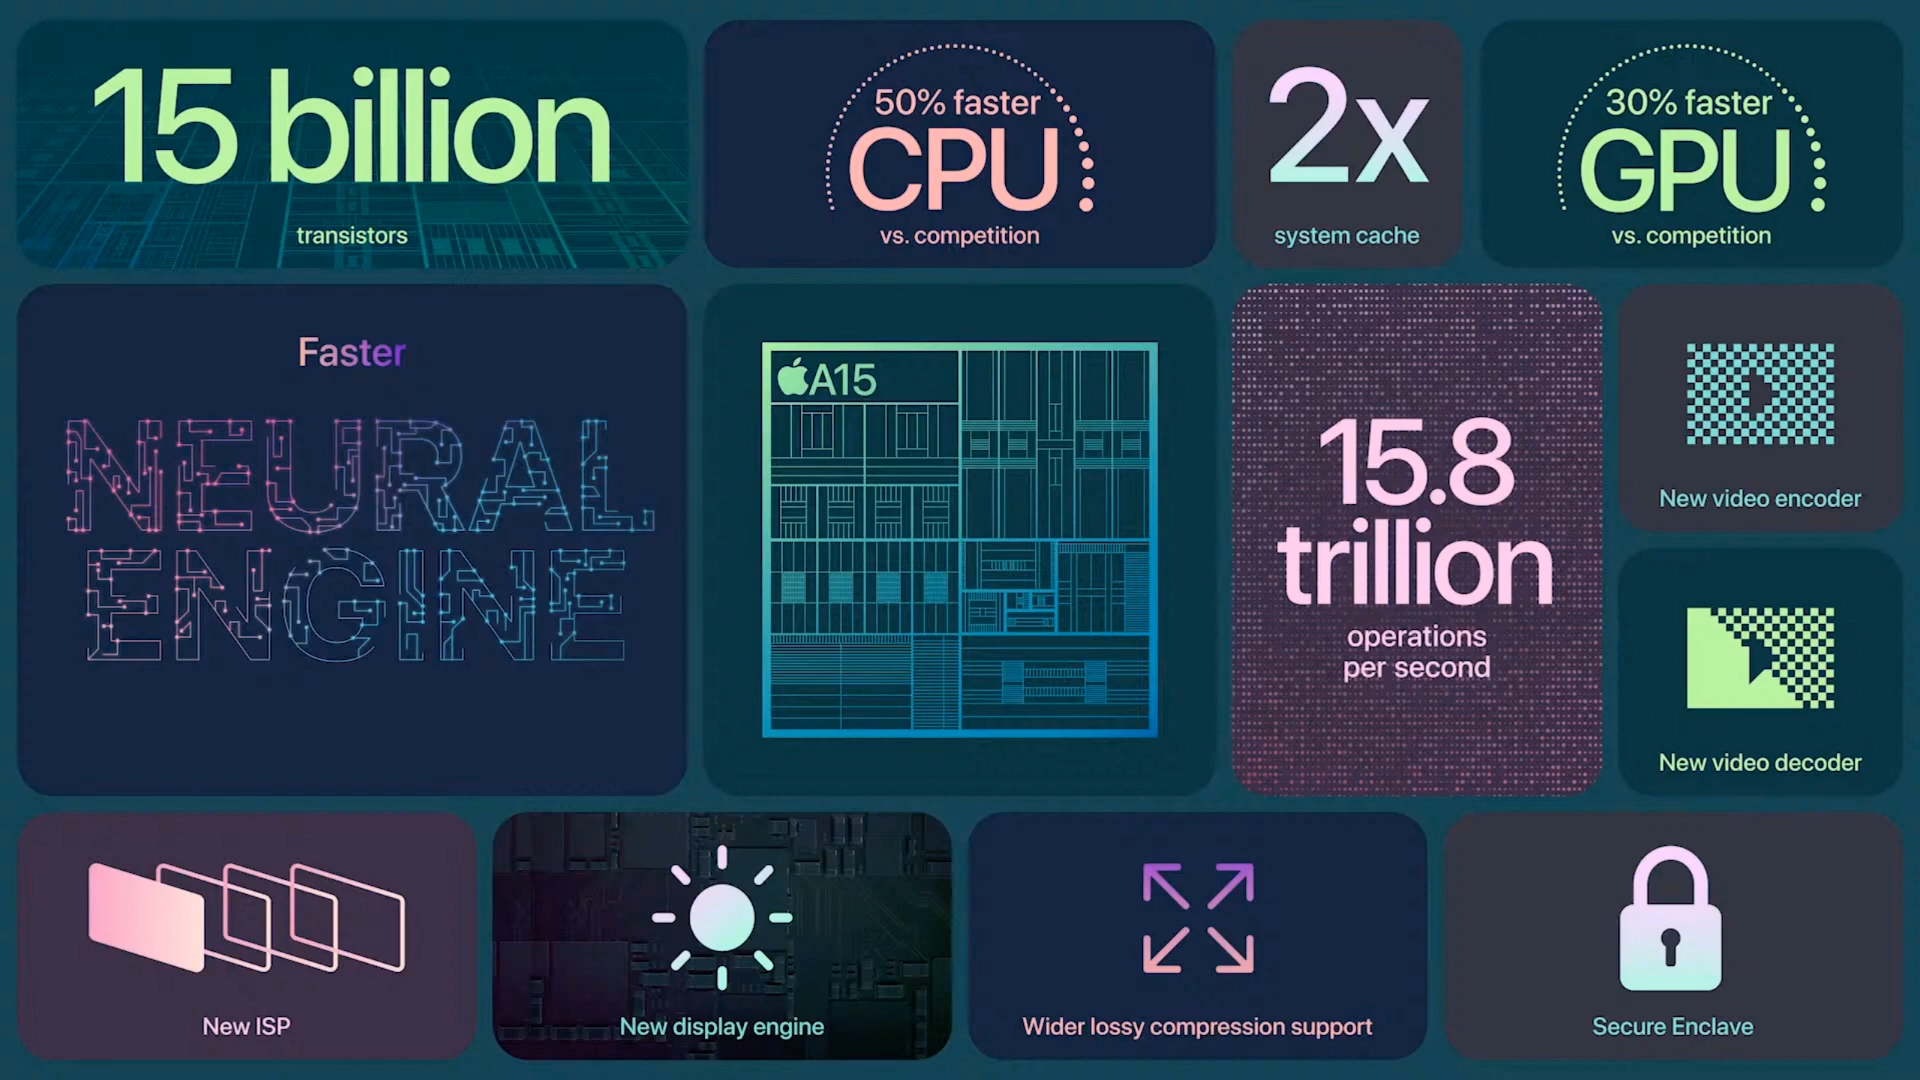 15 billion
transistors
50% faster
CPU
vs. competition
2x
system cache
30% faster
GPU
vs. competition
Faster
NEURAL
ENGINE
A15
15.8
trillion
operations
per second
New video encoder
New video decoder
New ISP
New display engine
Wider lossy compression support
Secure Enclave